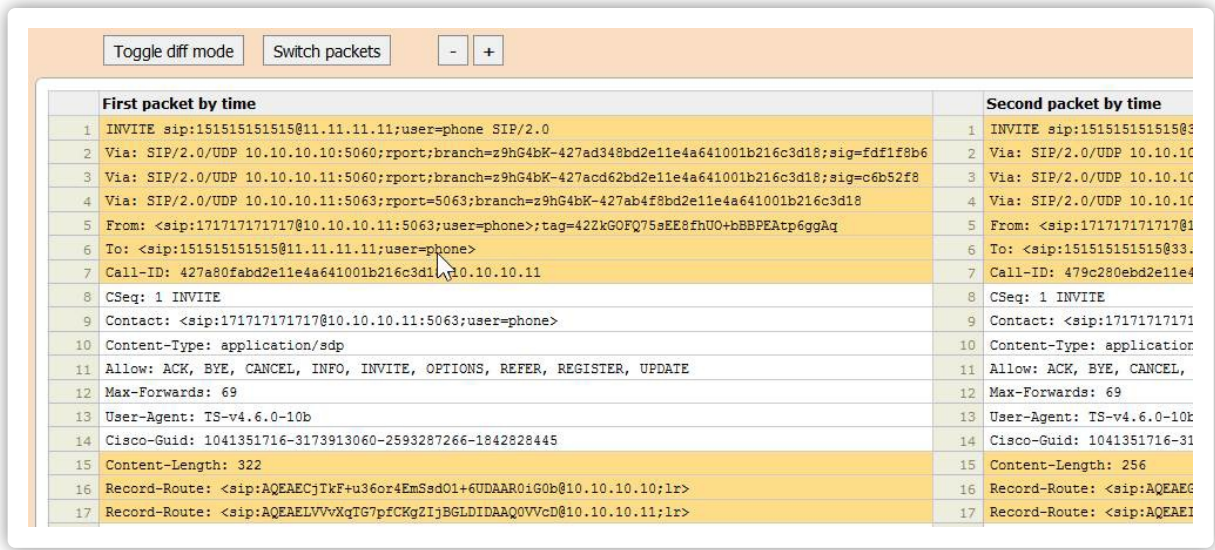 Toggle diff mode Switch packets - +
First packet by time Second packet by time
1 INVITE sip:151515151515@11.11.11.11;user=phone SIP/2.0 1 INVITE sip:151515151515@3
2 Via: SIP/2.0/UDP 10.10.10.10:5060;rport;branch=z9hG4bK-427ad348bd2e11e4a641001b216c3d18;sig=fdf1f8b6 2 Via: SIP/2.0/UDP 10.10.10
3 Via: SIP/2.0/UDP 10.10.10.11:5060;rport;branch=z9hG4bK-427acd62bd2e11e4a641001b216c3d18;sig=c6b52f8 3 Via: SIP/2.0/UDP 10.10.10
4 Via: SIP/2.0/UDP 10.10.10.11:5063;rport=5063;branch=z9hG4bK-427ab4f8bd2e11e4a641001b216c3d18 4 Via: SIP/2.0/UDP 10.10.10
5 From: <sip:171717171717@10.10.10.11:5063;user=phone>;tag=42ZkGOFQ75sEE8fhUO+bBBPEAtp6ggAq 5 From: <sip:171717171717@1
6 To: <sip:151515151515@11.11.11.11;user=phone> 6 To: <sip:151515151515@33.
7 Call-ID: 427a80fabd2e11e4a641001b216c3d1 10.10.10.11 7 Call-ID: 479c280ebd2e11e4
8 CSeq: 1 INVITE 8 CSeq: 1 INVITE
9 Contact: <sip:171717171717@10.10.10.11:5063;user=phone> 9 Contact: <sip:17171717171
10 Content-Type: application/sdp 10 Content-Type: application
11 Allow: ACK, BYE, CANCEL, INFO, INVITE, OPTIONS, REFER, REGISTER, UPDATE 11 Allow: ACK, BYE, CANCEL,
12 Max-Forwards: 69 12 Max-Forwards: 69
13 User-Agent: TS-v4.6.0-10b 13 User-Agent: TS-v4.6.0-10b
14 Cisco-Guid: 1041351716-3173913060-2593287266-1842828445 14 Cisco-Guid: 1041351716-31
15 Content-Length: 322 15 Content-Length: 256
16 Record-Route: <sip:AQEAECjTkF+u36or4EmSsdO1+6UDAAR0iG0b@10.10.10.10;lr> 16 Record-Route: <sip:AQEAEG
17 Record-Route: <sip:AQEAELVVvXqTG7pfCKgZIjBGLDIDAAQ0VVcD@10.10.10.11;lr> 17 Record-Route: <sip:AQEAEI